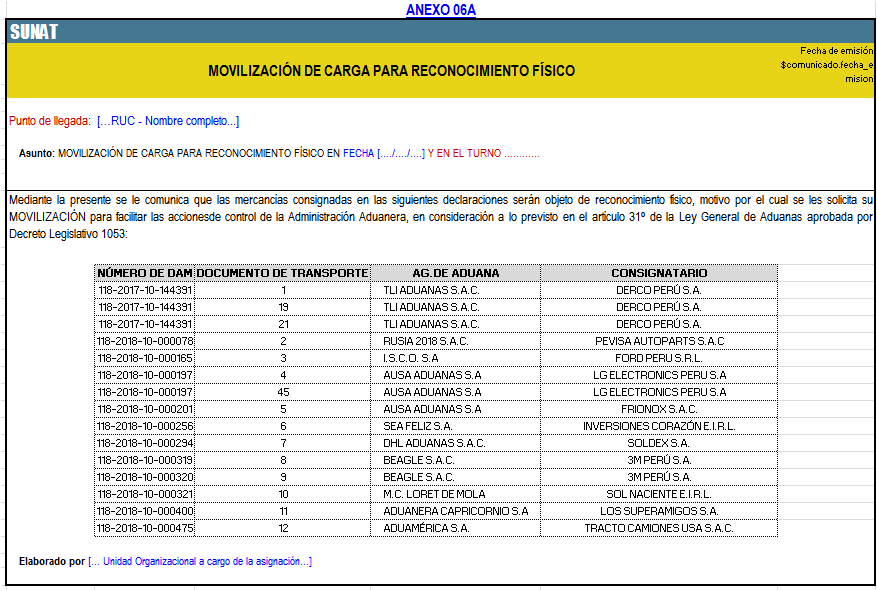 ANEXO 06A
SUNAT
Fecha de emisión
$comunicado.fecha_e
mision
MOVILIZACIÓN DE CARGA PARA RECONOCIMIENTO FÍSICO
Punto de llegada: [...RUC - Nombre completo...]
Asunto: MOVILIZACIÓN DE CARGA PARA RECONOCIMIENTO FÍSICO EN FECHA [..../..../....] Y EN EL TURNO ............
Mediante la presente se le comunica que las mercancías consignadas en las siguientes declaraciones serán objeto de reconocimiento físico, motivo por el cual se les solicita su
MOVILIZACIÓN para facilitar las accionesde control de la Administración Aduanera, en consideración a lo previsto en el artículo 31º de la Ley General de Aduanas aprobada por
Decreto Legislativo 1053:
NÚMERO DE DAM DOCUMENTO DE TRANSPORTE AG.DE ADUANA CONSIGNATARIO
118-2017-10-144391 1 TLI ADUANAS S.A.C. DERCO PERÚ S.A.
118-2017-10-144391 19 TLI ADUANAS S.A.C. DERCO PERÚ S.A.
118-2017-10-144391 21 TLI ADUANAS S.A.C. DERCO PERÚ S.A.
118-2018-10-000078 2 RUSIA 2018 S.A.C. PEVISA AUTOPARTS S.A.C
118-2018-10-000165 3 I.S.C.O. S.A FORD PERU S.R.L.
118-2018-10-000197 4 AUSA ADUANAS S.A LG ELECTRONICS PERU S.A
118-2018-10-000197 45 AUSA ADUANAS S.A LG ELECTRONICS PERU S.A
118-2018-10-000201 5 AUSA ADUANAS S.A FRIONOX S.A.C.
118-2018-10-000256 6 SEA FELIZ S.A. INVERSIONES CORAZÓN E.I.R.L.
118-2018-10-000294 7 DHL ADUANAS S.A.C. SOLDEX S.A.
118-2018-10-000319 8 BEAGLE S.A.C. 3M PERÚ S.A.
118-2018-10-000320 9 BEAGLE S.A.C. 3M PERÚ S.A.
118-2018-10-000321 10 M.C. LORET DE MOLA SOL NACIENTE E.I.R.L.
118-2018-10-000400 11 ADUANERA CAPRICORNIO S.A LOS SUPERAMIGOS S.A.
118-2018-10-000475 12 ADUAMÉRICA S.A. TRACTO CAMIONES USA S.A.C.
Elaborado por [... Unidad Organizacional a cargo de la asignación...]